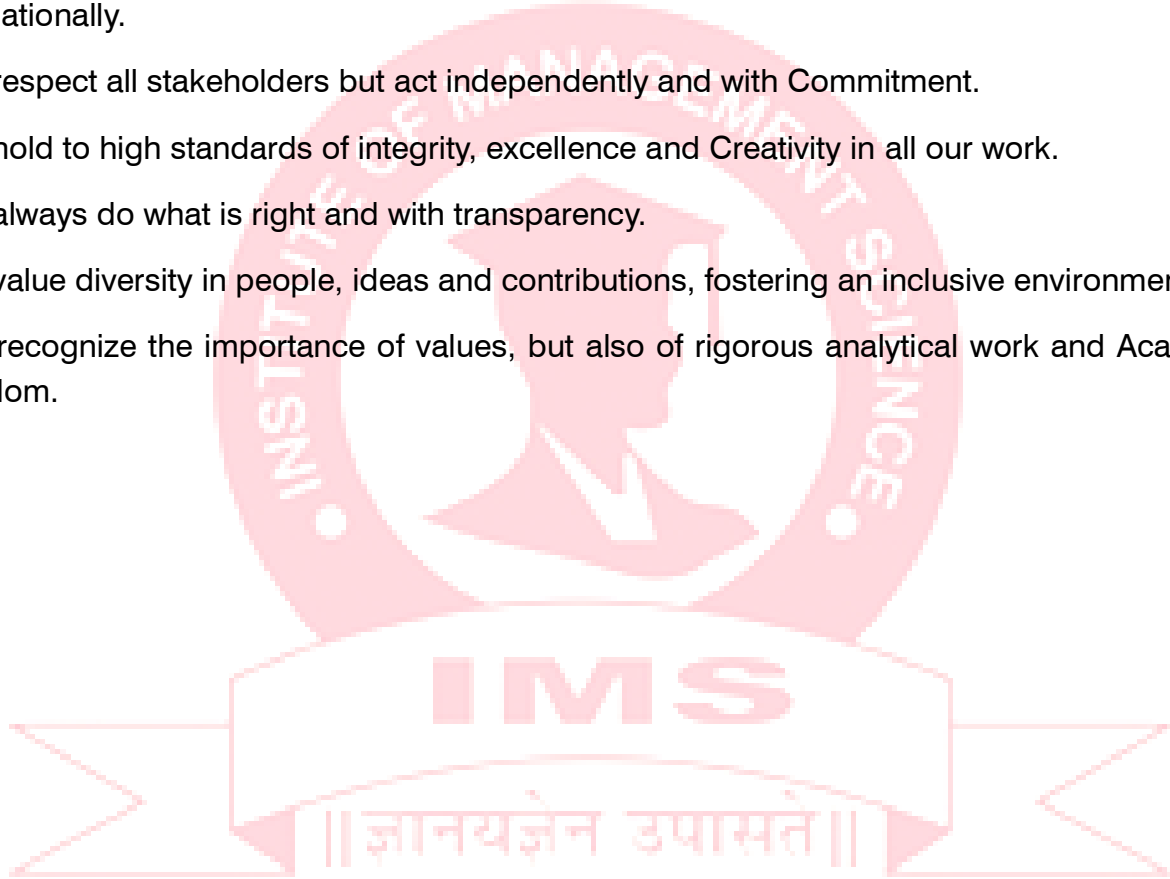 ationally.
respect all stakeholders but act independently and with Commitment.
hold to high standards of integrity, excellence and Creativity in all our work.
always do what is right and with transparency.
value diversity in people, ideas and contributions, fostering an inclusive environmen
recognize the importance of values, but also of rigorous analytical work and Aca
dom.
INSTITUTE OF MANAGEMENT SCIENCE
IMS
॥ज्ञानयज्ञेन उपासते॥